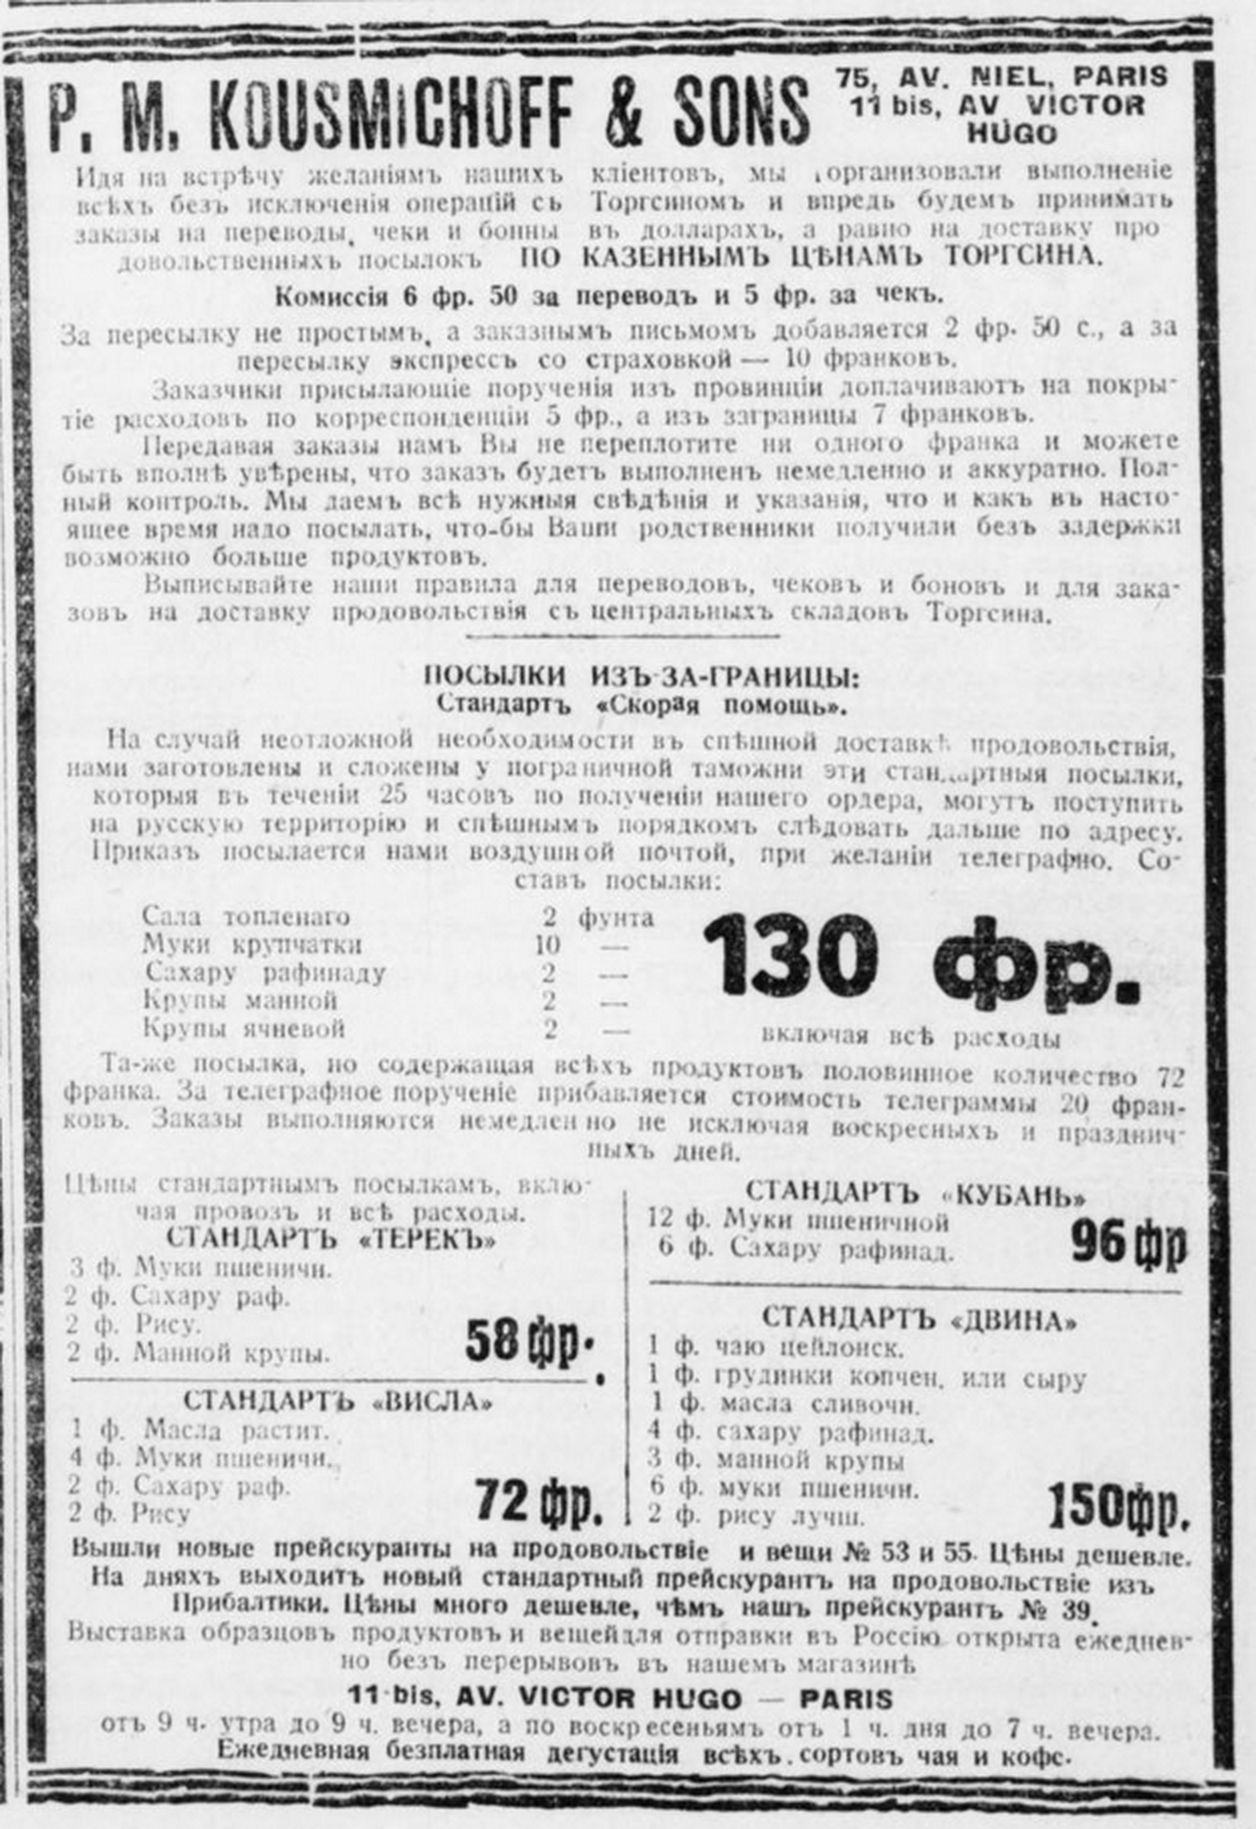 P. M. KOUSMICHOFF & SONS
75, AV. NIEL, PARIS
11 bis, AV. VICTOR
HUGO
Идя на встрѣчу желаніямъ нашихъ кліентовъ, мы организовали выполненіе
всѣхъ безъ исключенія операцій съ Торгсиномъ и впредь будемъ принимать
заказы на переводы, чеки и бонны въ долларахъ, а равно на доставку про
довольственныхъ посылокъ ПО КАЗЕННЫМЪ ЦѢНАМЪ ТОРГСИНА.
Комиссія 6 фр. 50 за переводъ и 5 фр. за чекъ.
За пересылку не простымъ, а заказнымъ письмомъ добавляется 2 фр. 50 с., а за
пересылку экспрессъ со страховкой — 10 франковъ.
Заказчики присылающіе порученія изъ провинціи доплачиваютъ на покры-
тіе расходовъ по корреспонденціи 5 фр., а изъ заграницы 7 франковъ.
Передавая заказы намъ Вы не переплотите ни одного франка и можете
быть вполнѣ увѣрены, что заказъ будетъ выполненъ немедленно и аккуратно. Пол-
ный контроль. Мы даемъ всѣ нужныя свѣдѣнія и указанія, что и какъ въ насто-
ящее время надо посылать, что-бы Ваши родственники получили безъ задержки
возможно больше продуктовъ.
Выписывайте наши правила для переводовъ, чековъ и боновъ и для зака-
зовъ на доставку продовольствія съ центральныхъ складовъ Торгсина.
ПОСЫЛКИ ИЗЪ-ЗА-ГРАНИЦЫ:
Стандартъ «Скорая помощь».
На случай неотложной необходимости въ спѣшной доставкѣ продовольствія,
нами заготовлены и сложены у пограничной таможни эти стандартныя посылки,
которыя въ теченіи 25 часовъ по полученіи нашего ордера, могутъ поступить
на русскую территорію и спѣшнымъ порядкомъ слѣдовать дальше по адресу.
Приказъ посылается нами воздушной почтой, при желаніи телеграфно. Со-
ставъ посылки:
Сала топленаго 2 фунта
Муки крупчатки 10 —
Сахару рафинаду 2 —
Крупы манной 2 —
Крупы ячневой 2 —
130 фр.
включая всѣ расходы
Та-же посылка, но содержащая всѣхъ продуктовъ половинное количество 72
франка. За телеграфное порученіе прибавляется стоимость телеграммы 20 фран-
ковъ. Заказы выполняются немедленно не исключая воскресныхъ и празднич-
ныхъ дней.
Цѣны стандартнымъ посылкамъ, вклю-
чая провозъ и всѣ расходы.
СТАНДАРТЪ «ТЕРЕКЪ»
3 ф. Муки пшеничн.
2 ф. Сахару раф.
2 ф. Рису.
2 ф. Манной крупы.
58 фр.
СТАНДАРТЪ «ВИСЛА»
1 ф. Масла растит.
4 ф. Муки пшеничн.
2 ф. Сахару раф.
2 ф. Рису
72 фр.
СТАНДАРТЪ «КУБАНЬ»
12 ф. Муки пшеничной
6 ф. Сахару рафинад.
96 фр
СТАНДАРТЪ «ДВИНА»
1 ф. чаю цейлонск.
1 ф. грудинки копчен. или сыру
1 ф. масла сливочн.
4 ф. сахару рафинад.
3 ф. манной крупы
6 ф. муки пшеничн.
2 ф. рису лучш.
150 фр.
Вышли новые прейскуранты на продовольствіе и вещи № 53 и 55. Цѣны дешевле.
На дняхъ выходитъ новый стандартный прейскурантъ на продовольствіе изъ
Прибалтики. Цѣны много дешевле, чѣмъ нашъ прейскурантъ № 39.
Выставка образцовъ продуктовъ и вещей для отправки въ Россію открыта ежеднев-
но безъ перерывовъ въ нашемъ магазинѣ
11 bis, AV. VICTOR HUGO — PARIS
отъ 9 ч. утра до 9 ч. вечера, а по воскресеньямъ отъ 1 ч. дня до 7 ч. вечера.
Ежедневная безплатная дегустація всѣхъ сортовъ чая и кофе.